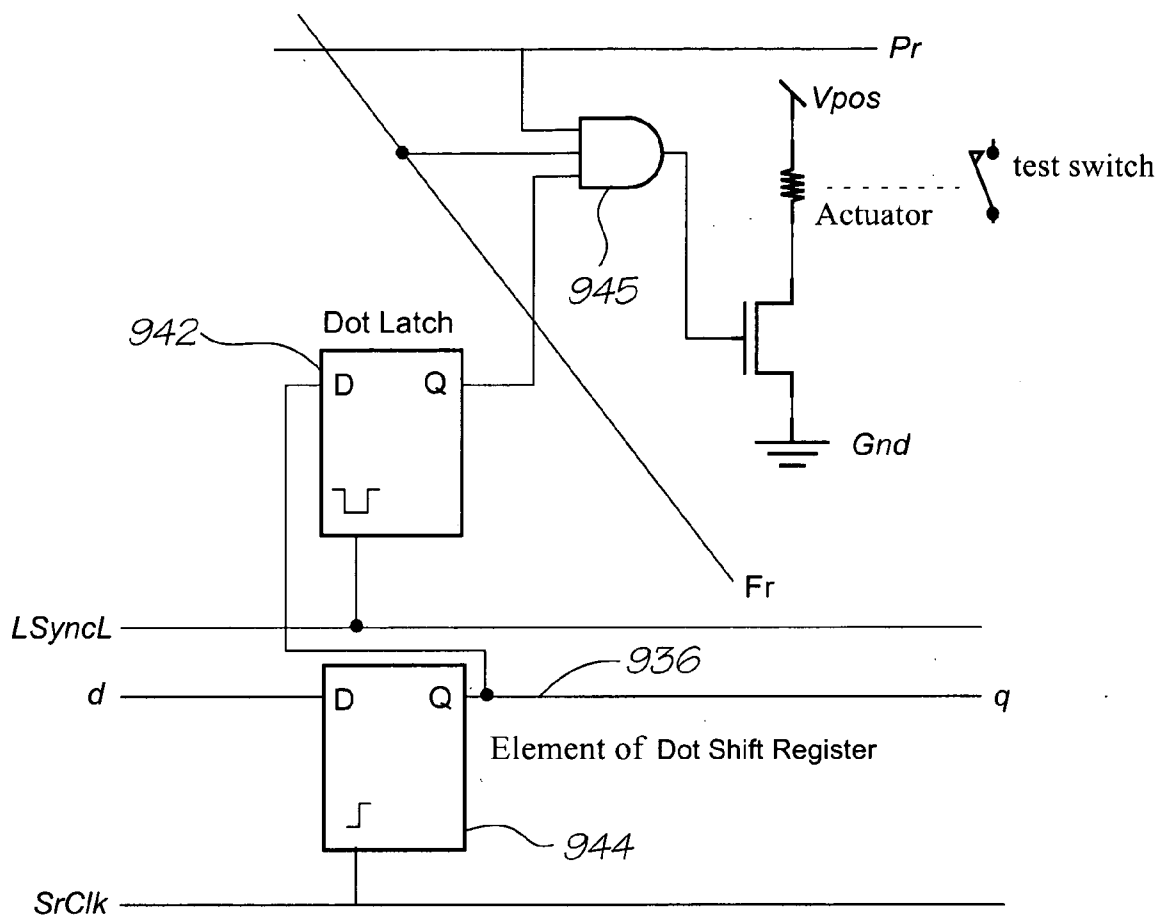 Pr
Vpos
test switch
Actuator
945
942
Dot Latch
D Q
Gnd
Fr
LSyncL
936
d D Q q
Element of Dot Shift Register
944
SrClk